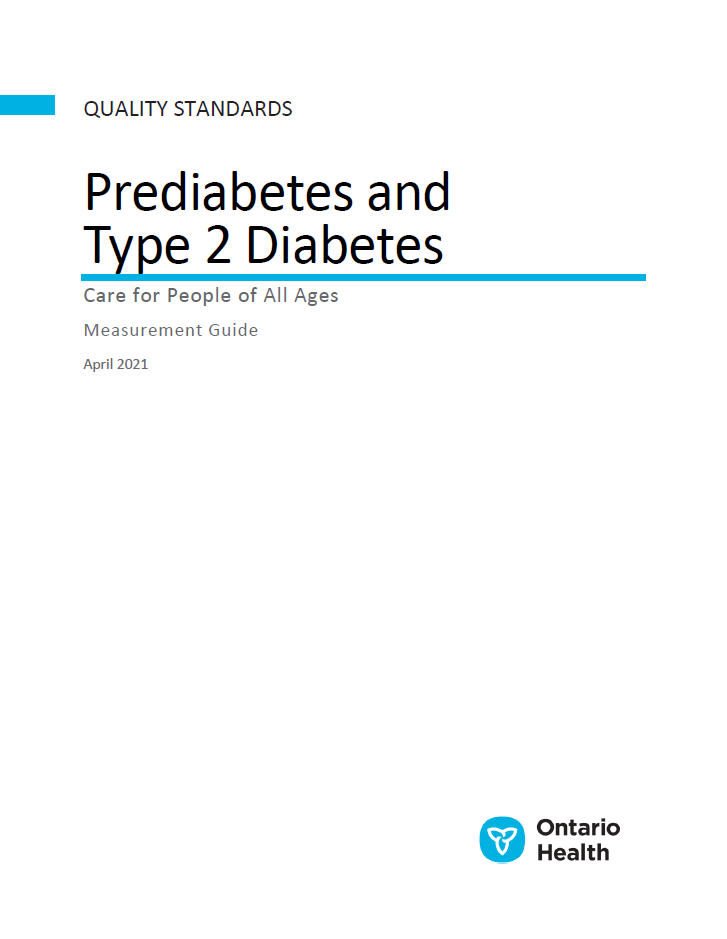 QUALITY STANDARDS
Prediabetes and
Type 2 Diabetes
Care for People of All Ages
Measurement Guide
April 2021
Ontario
Health